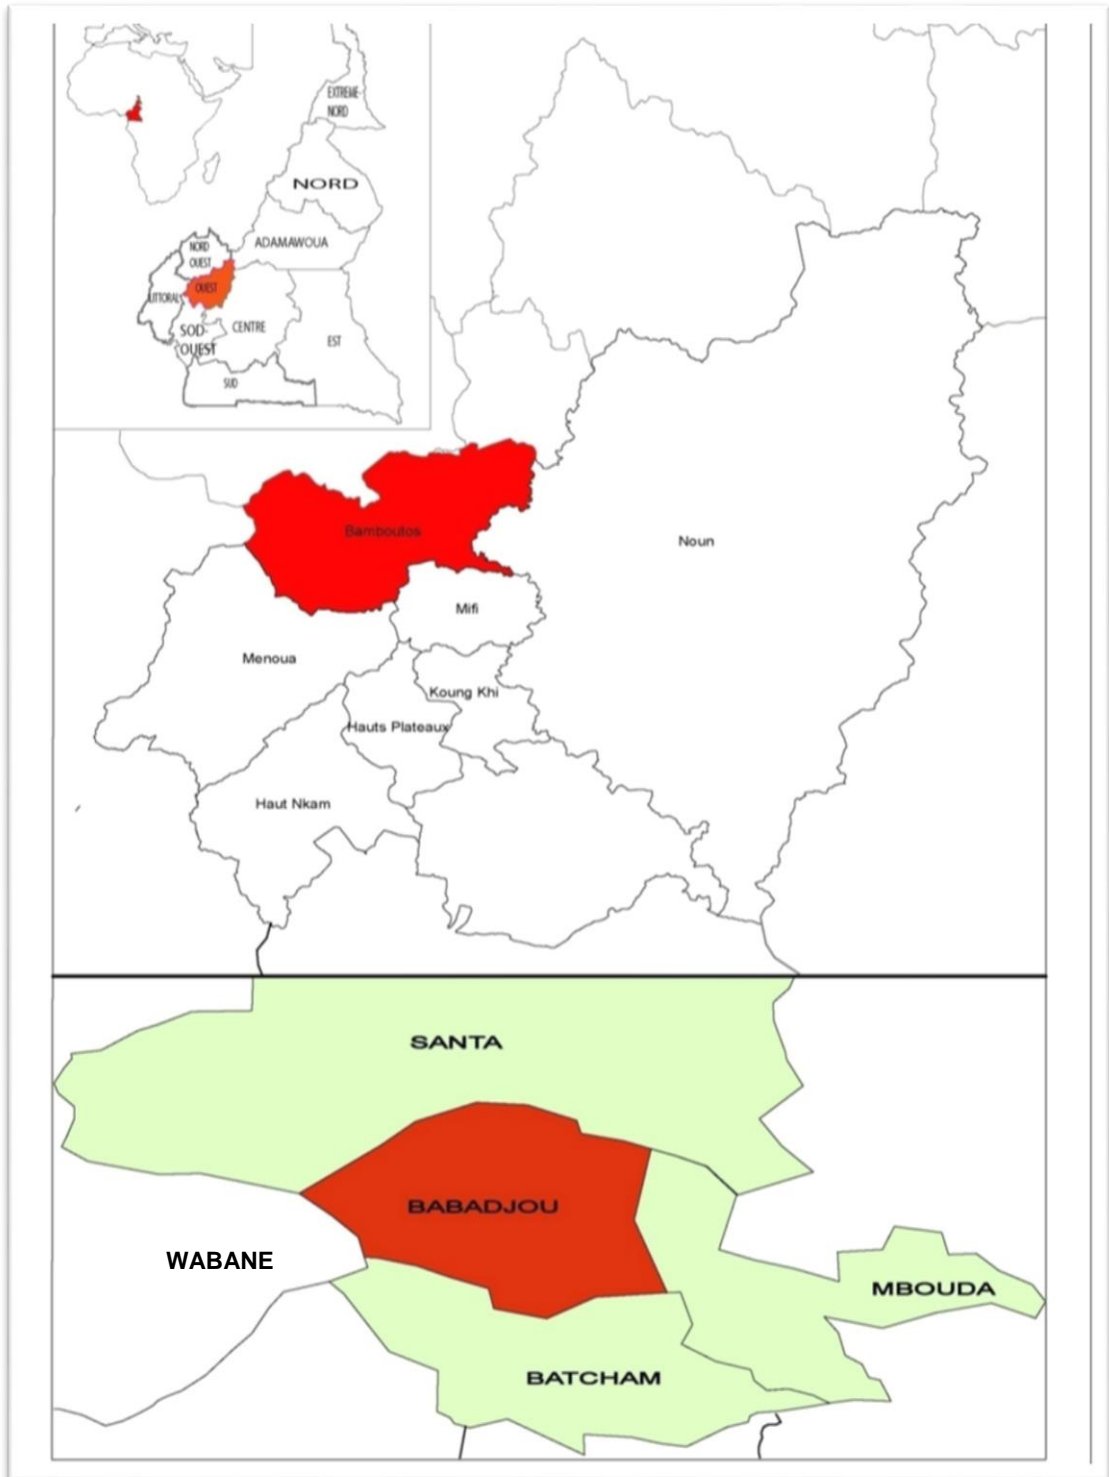 EXTREME-
NORD
NORD
ADAMAWOUA
NORD
OUEST
OUEST
LITTORAL
SOD-
OUEST
CENTRE
EST
SUD
Bamboutos
Noun
Mifi
Menoua
Koung Khi
Hauts Plateaux
Haut Nkam
SANTA
BABADJOU
WABANE
MBOUDA
BATCHAM